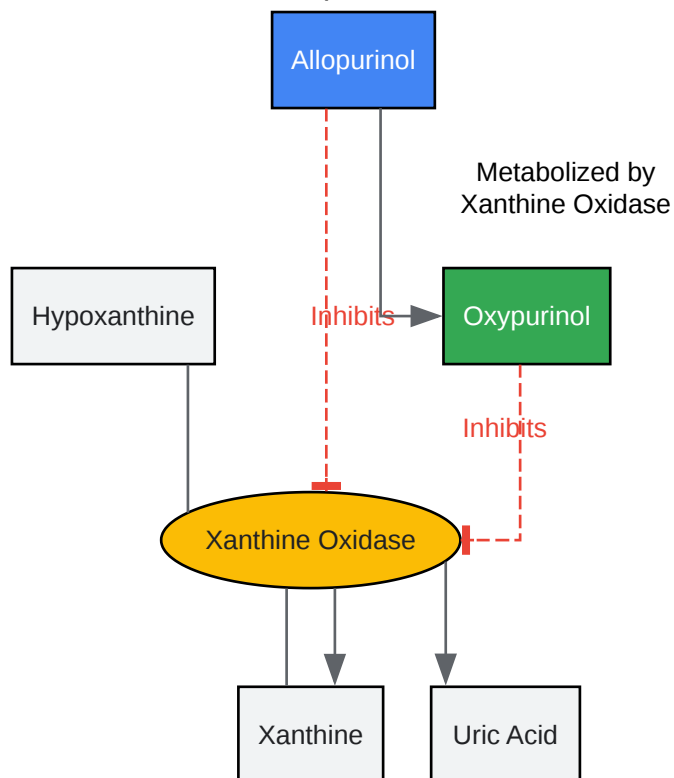 Allopurinol
Metabolized by
Xanthine Oxidase
Hypoxanthine
Inhibits
Oxypurinol
Inhibits
Xanthine Oxidase
Xanthine
Uric Acid